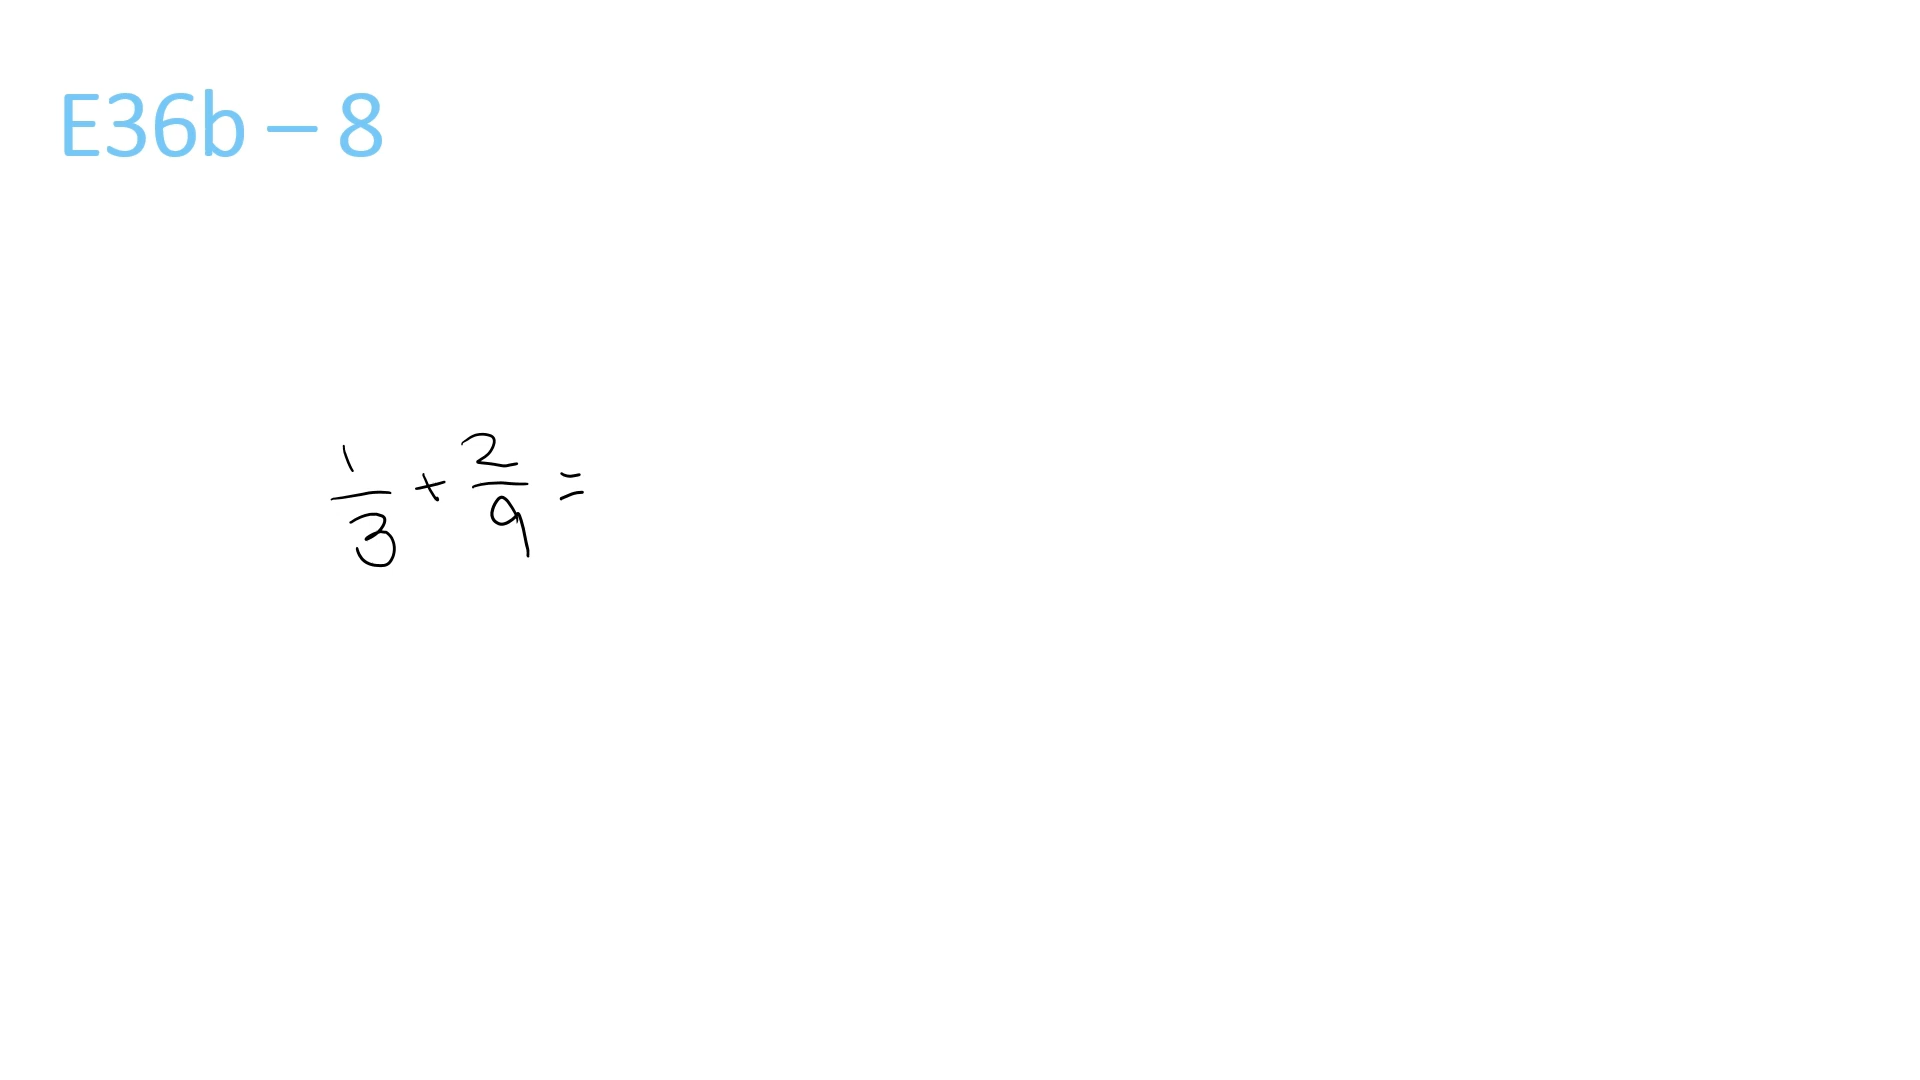 E36b – 8
1/3 + 2/9 =